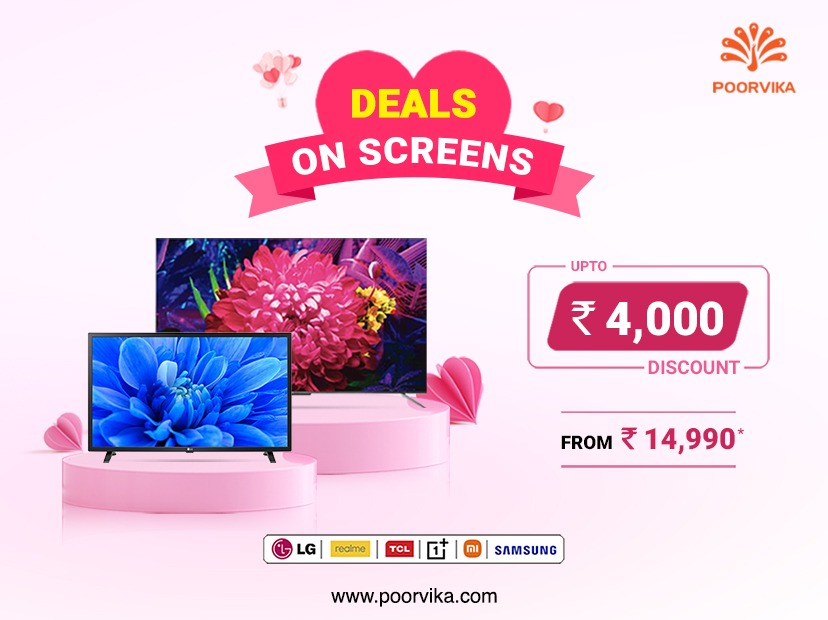 POORVIKA
DEALS
ON SCREENS
UPTO
₹ 4,000
DISCOUNT
FROM ₹ 14,990*
LG | realme | TCL | 1+ | mi | SAMSUNG
www.poorvika.com